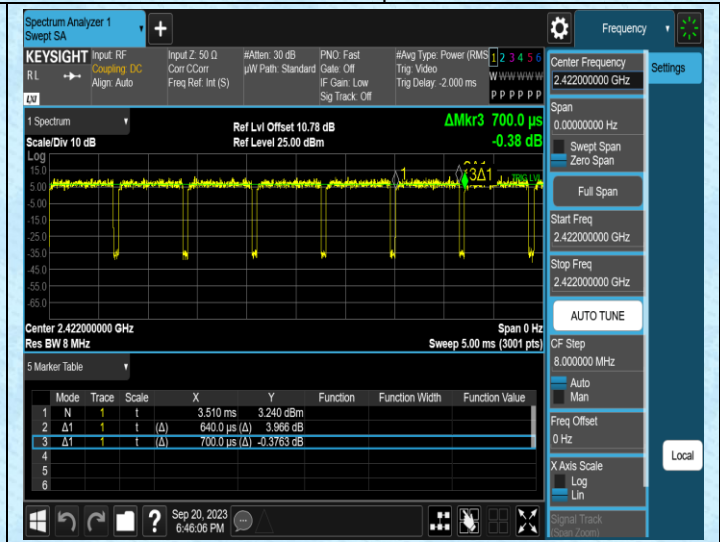 Spectrum Analyzer 1
Swept SA
Frequency
KEYSIGHT
RL
LXI
Input: RF
Coupling: DC
Align: Auto
Input Z: 50 Ω
Corr CCorr
Freq Ref: Int (S)
#Atten: 30 dB
µW Path: Standard
PNO: Fast
Gate: Off
IF Gain: Low
Sig Track: Off
#Avg Type: Power (RMS
Trig: Video
Trig Delay: -2.000 ms
1 2 3 4 5 6
W W W W W W
P P P P P P
Center Frequency
2.422000000 GHz
Settings
Span
0.00000000 Hz
Swept Span
Zero Span
Full Span
Start Freq
2.422000000 GHz
Stop Freq
2.422000000 GHz
AUTO TUNE
CF Step
8.000000 MHz
Auto
Man
Freq Offset
0 Hz
X Axis Scale
Log
Lin
Signal Track
(Span Zoom)
Local
1 Spectrum
Scale/Div 10 dB
Ref Lvl Offset 10.78 dB
Ref Level 25.00 dBm
ΔMkr3 700.0 µs
-0.38 dB
Log
15.0
5.00
-5.00
-15.0
-25.0
-35.0
-45.0
-55.0
-65.0
1
3Δ1
TRIG LVL
Center 2.422000000 GHz
Res BW 8 MHz
Span 0 Hz
Sweep 5.00 ms (3001 pts)
5 Marker Table
Mode Trace Scale X Y Function Function Width Function Value
1 N 1 t 3.510 ms 3.240 dBm
2 Δ1 1 t (Δ) 640.0 µs (Δ) 3.966 dB
3 Δ1 1 t (Δ) 700.0 µs (Δ) -0.3763 dB
4
5
6
?
Sep 20, 2023
6:46:06 PM